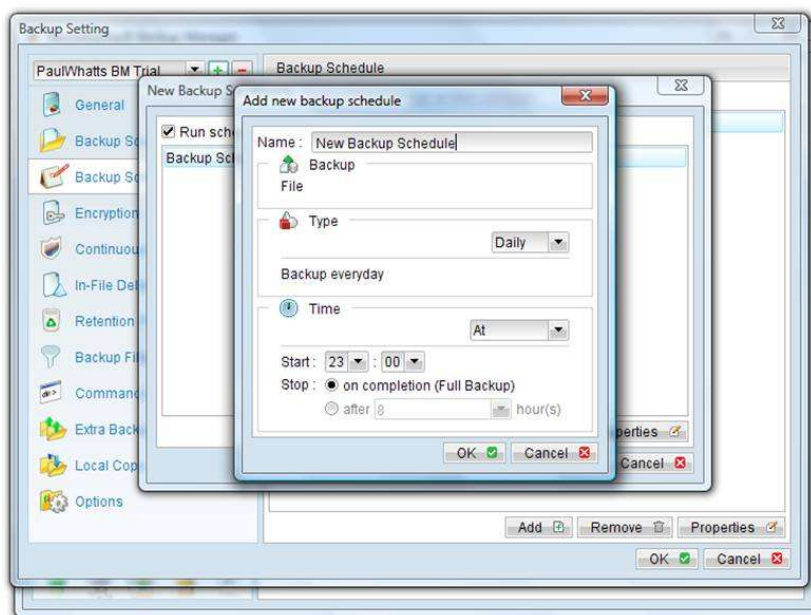 Backup Setting
PaulWhatts BM Trial
Backup Schedule
General
Backup
Backup
Encryption
Continuou
In-File Del
Retention
Backup Fil
Command
Extra Back
Local Cop
Options
New Backup S
Run sch
Backup Sch
Add new backup schedule
Name : New Backup Schedule
Backup
File
Type
Daily
Backup everyday
Time
At
Start : 23 : 00
Stop : on completion (Full Backup)
after 8 hour(s)
OK Cancel
perties
Cancel
Add Remove Properties
OK Cancel